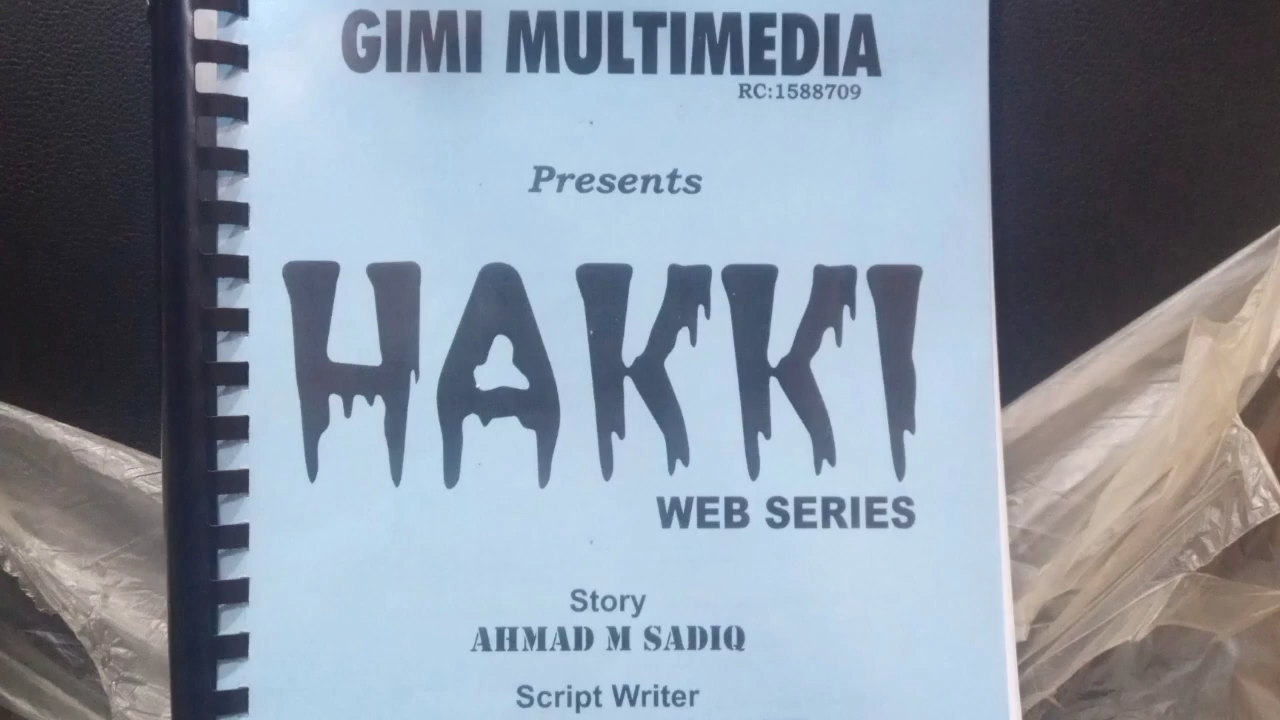 GIMI MULTIMEDIA
RC:1588709
Presents
HAKKI
WEB SERIES
Story
AHMAD M SADIQ
Script Writer